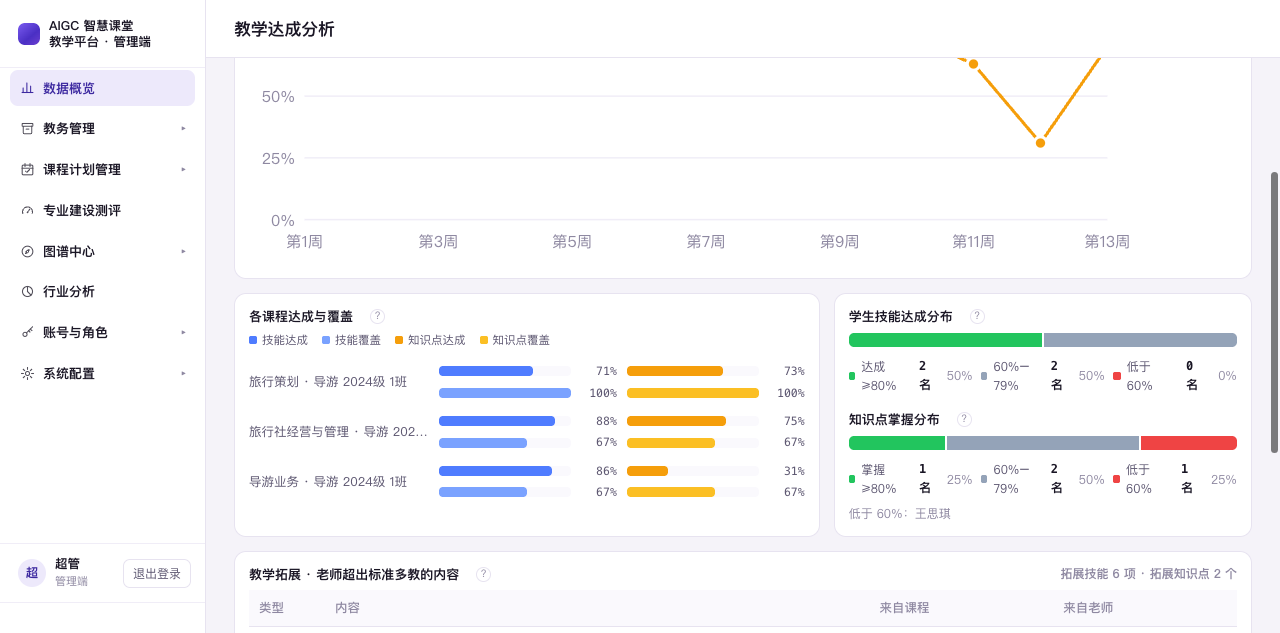 AIGC 智慧课堂
教学平台 · 管理端
数据概览
教务管理
课程计划管理
专业建设测评
图谱中心
行业分析
账号与角色
系统配置
超
超管
管理端
退出登录
教学达成分析
50%
25%
0%
第1周 第3周 第5周 第7周 第9周 第11周 第13周
各课程达成与覆盖 ?
技能达成 技能覆盖 知识点达成 知识点覆盖
旅行策划 · 导游 2024级 1班
71% 73%
100% 100%
旅行社经营与管理 · 导游 202...
88% 75%
67% 67%
导游业务 · 导游 2024级 1班
86% 31%
67% 67%
学生技能达成分布 ?
达成 ≥80% 2 名 50% 60%—79% 2 名 50% 低于 60% 0 名 0%
知识点掌握分布 ?
掌握 ≥80% 1 名 25% 60%—79% 2 名 50% 低于 60% 1 名 25%
低于 60%：王思琪
教学拓展 · 老师超出标准多教的内容 ?
拓展技能 6 项 · 拓展知识点 2 个
类型 内容 来自课程 来自老师